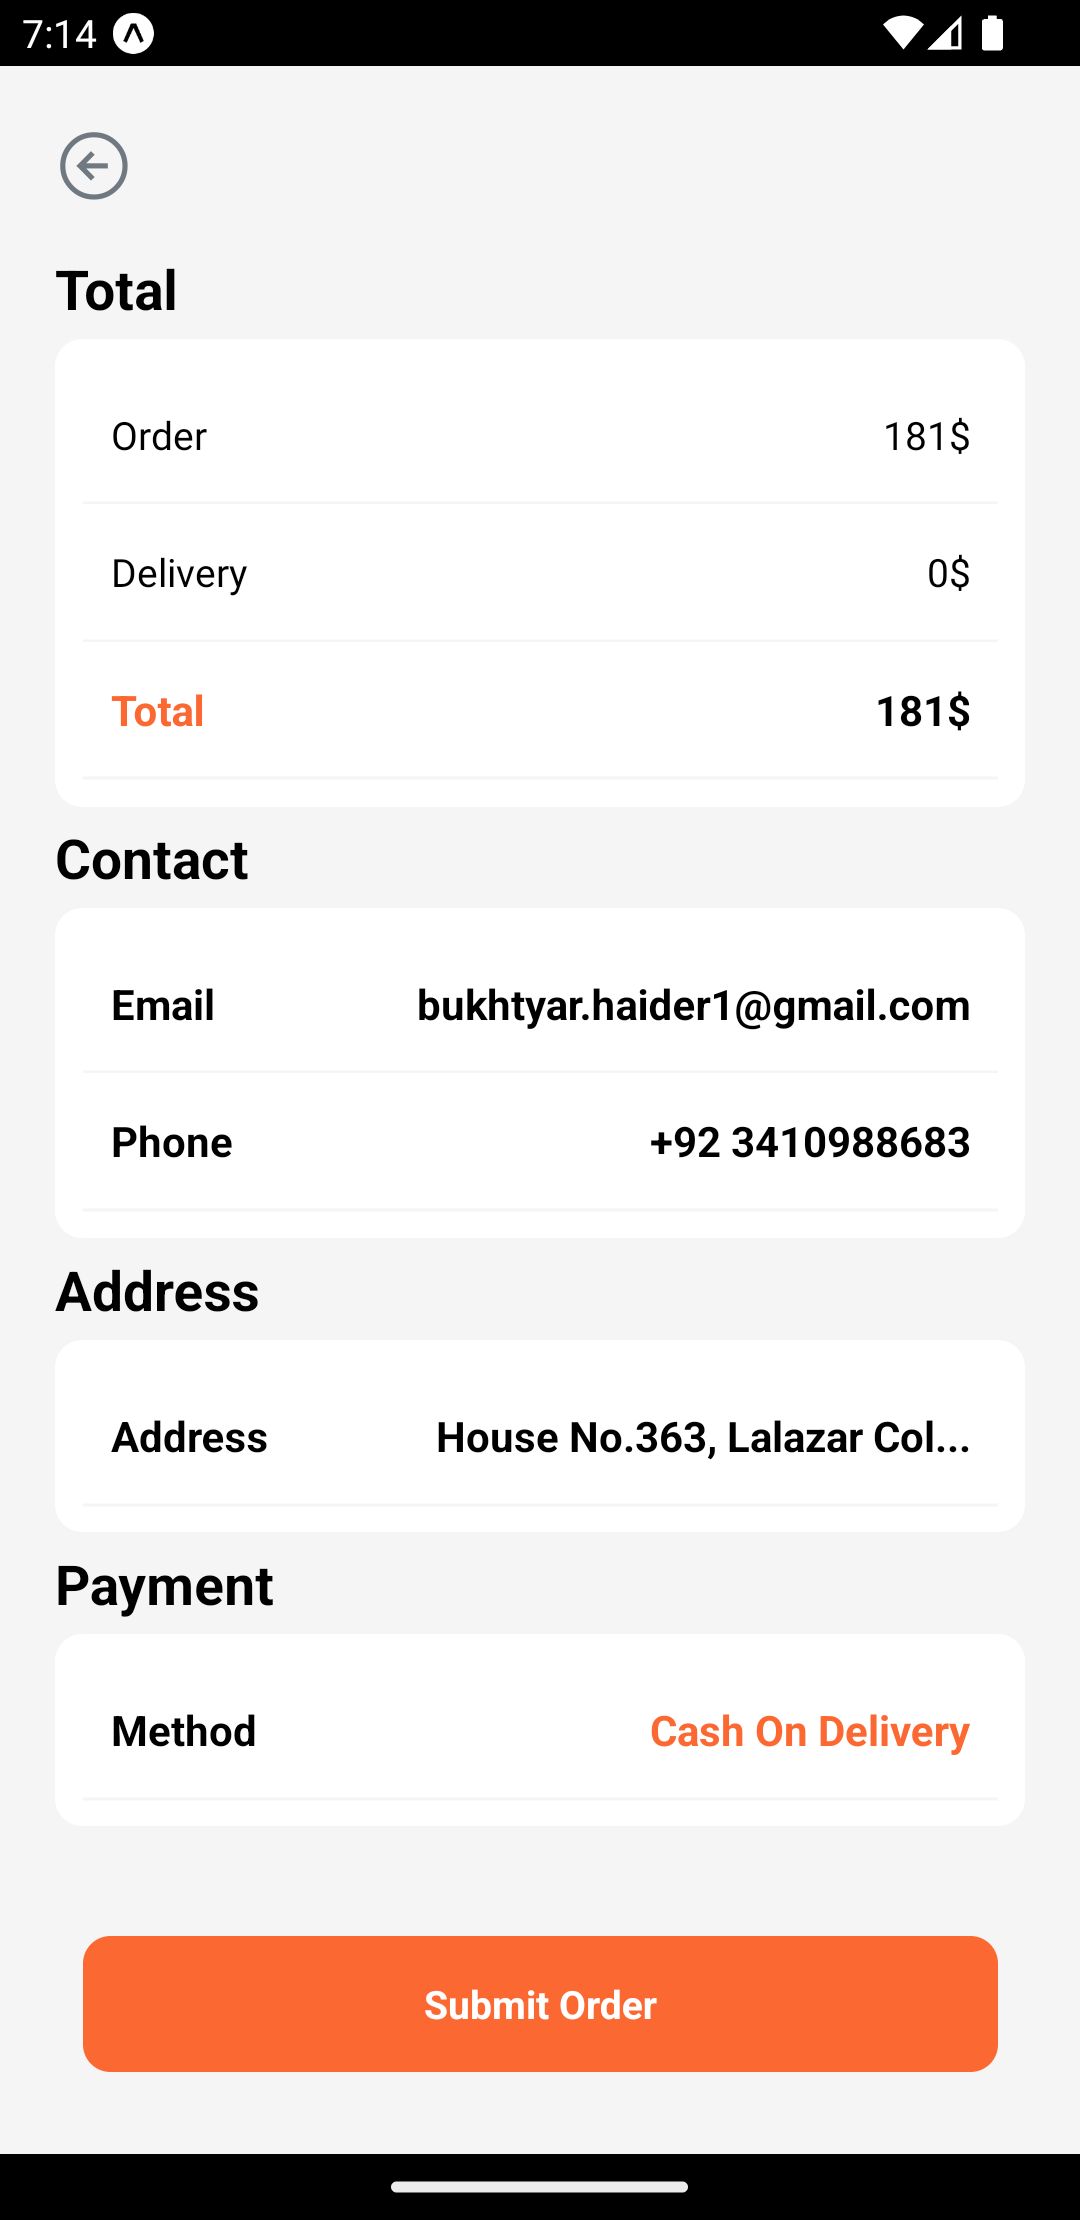 7:14
Total
Order 181$
Delivery 0$
Total 181$
Contact
Email bukhtyar.haider1@gmail.com
Phone +92 3410988683
Address
Address House No.363, Lalazar Col...
Payment
Method Cash On Delivery
Submit Order